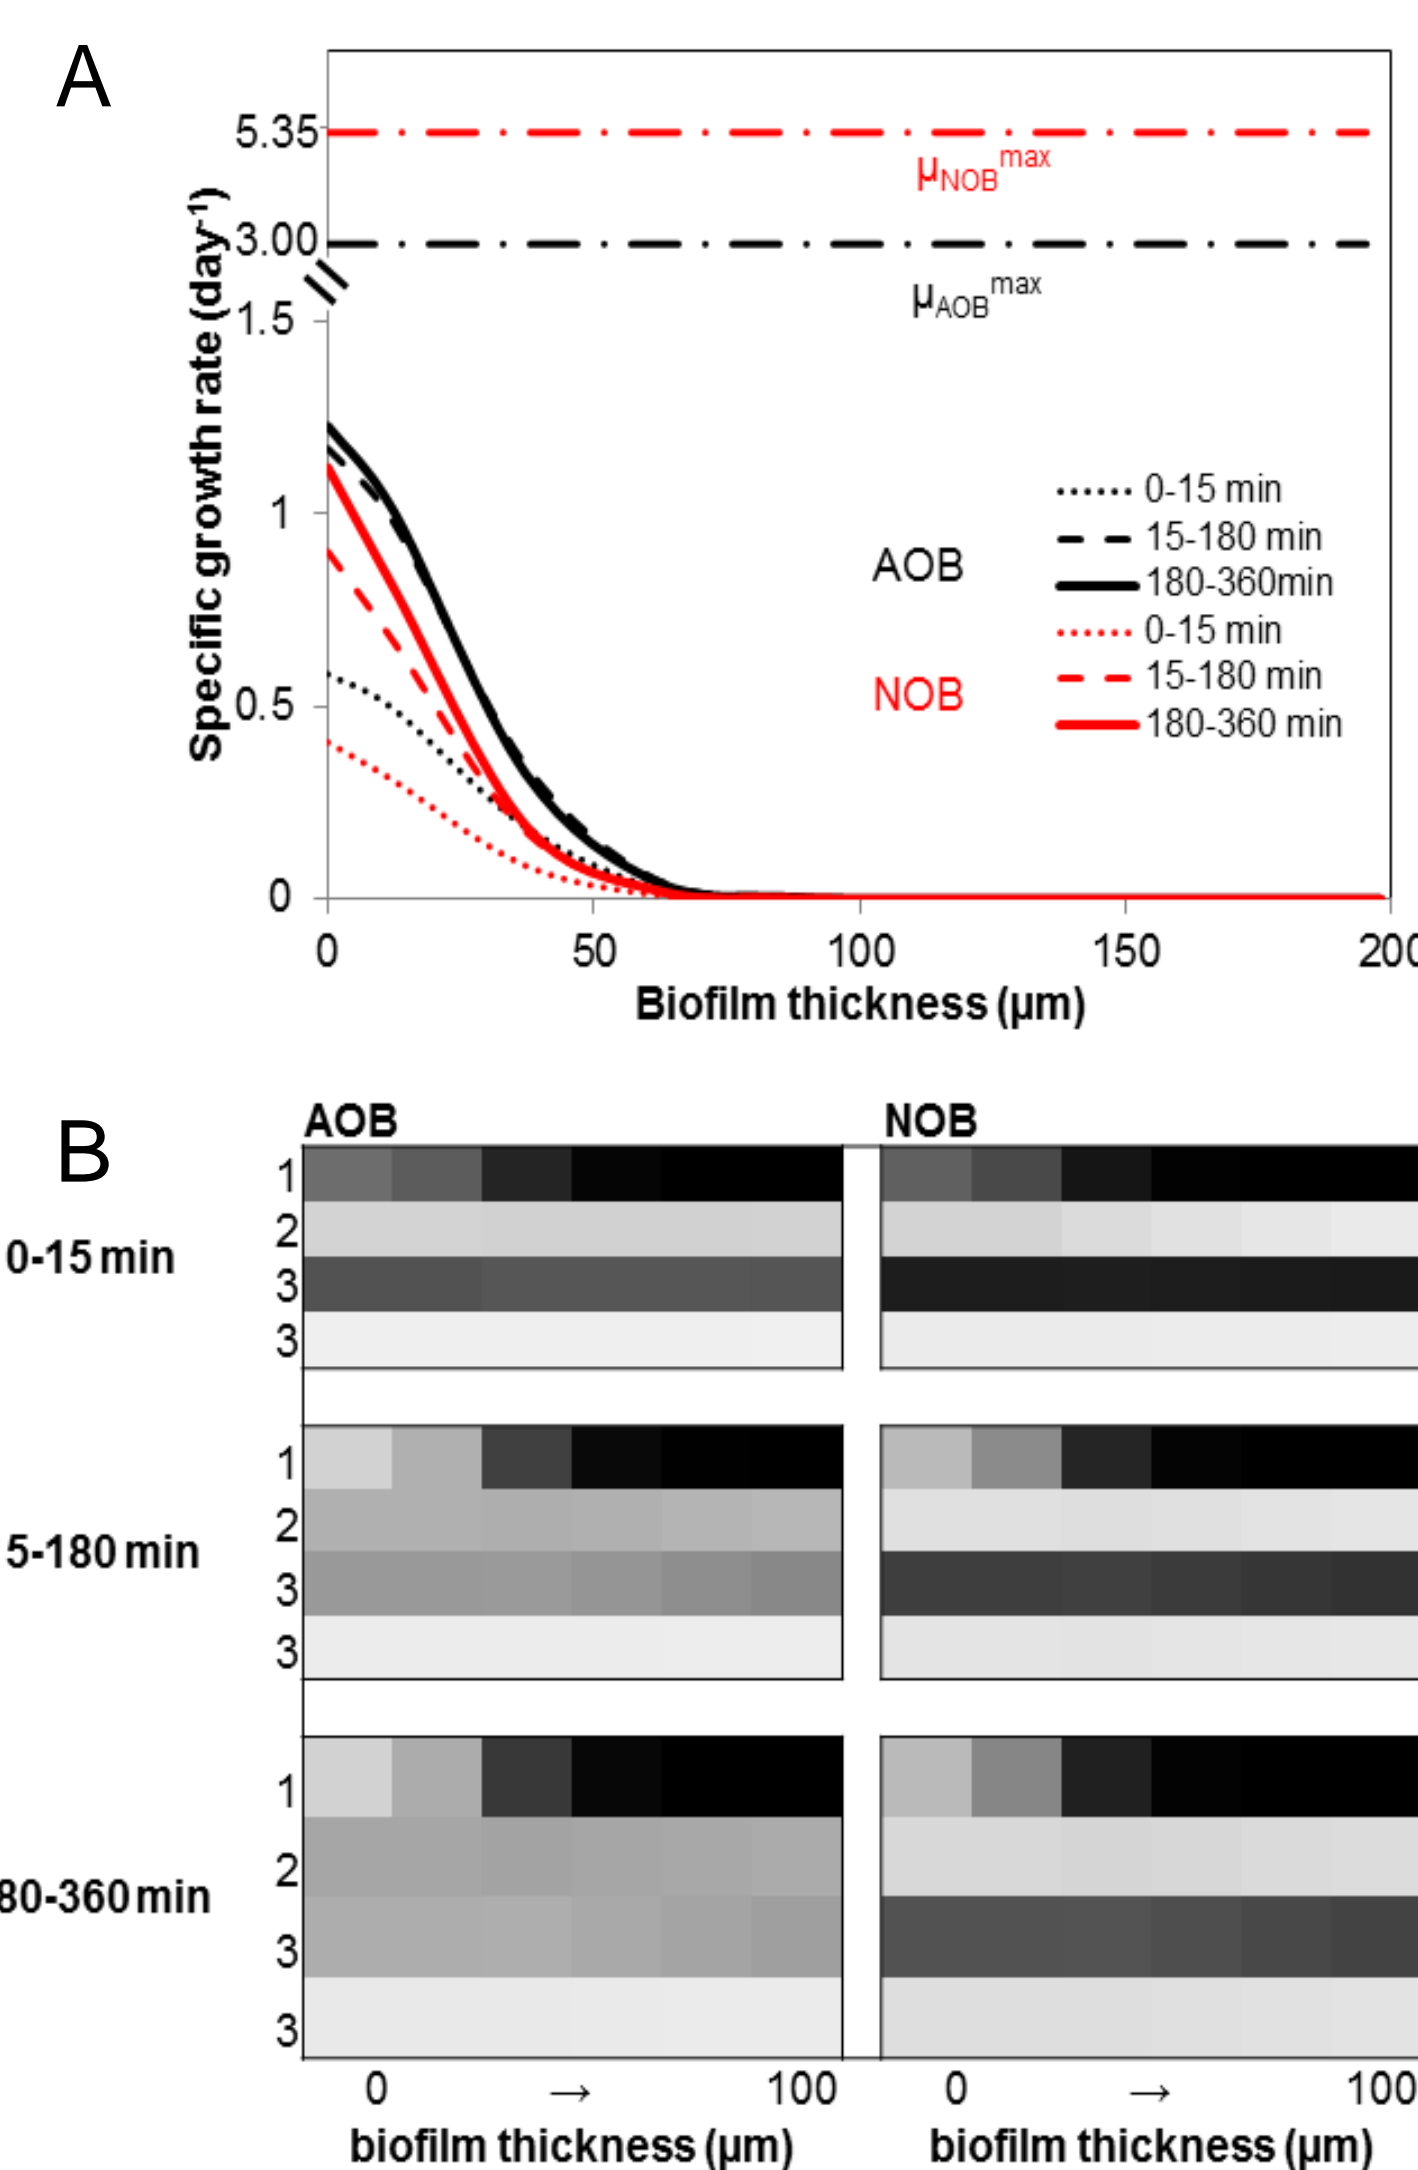 A
Specific growth rate (day⁻¹)
5.35
μNOBmax
3.00
μAOBmax
1.5
1
0.5
0
AOB
0-15 min
15-180 min
180-360min
NOB
0-15 min
15-180 min
180-360 min
0 50 100 150 200
Biofilm thickness (μm)
B
AOB NOB
0-15 min
1
2
3
3
5-180 min
1
2
3
3
80-360 min
1
2
3
3
0 → 100 0 → 100
biofilm thickness (μm) biofilm thickness (μm)